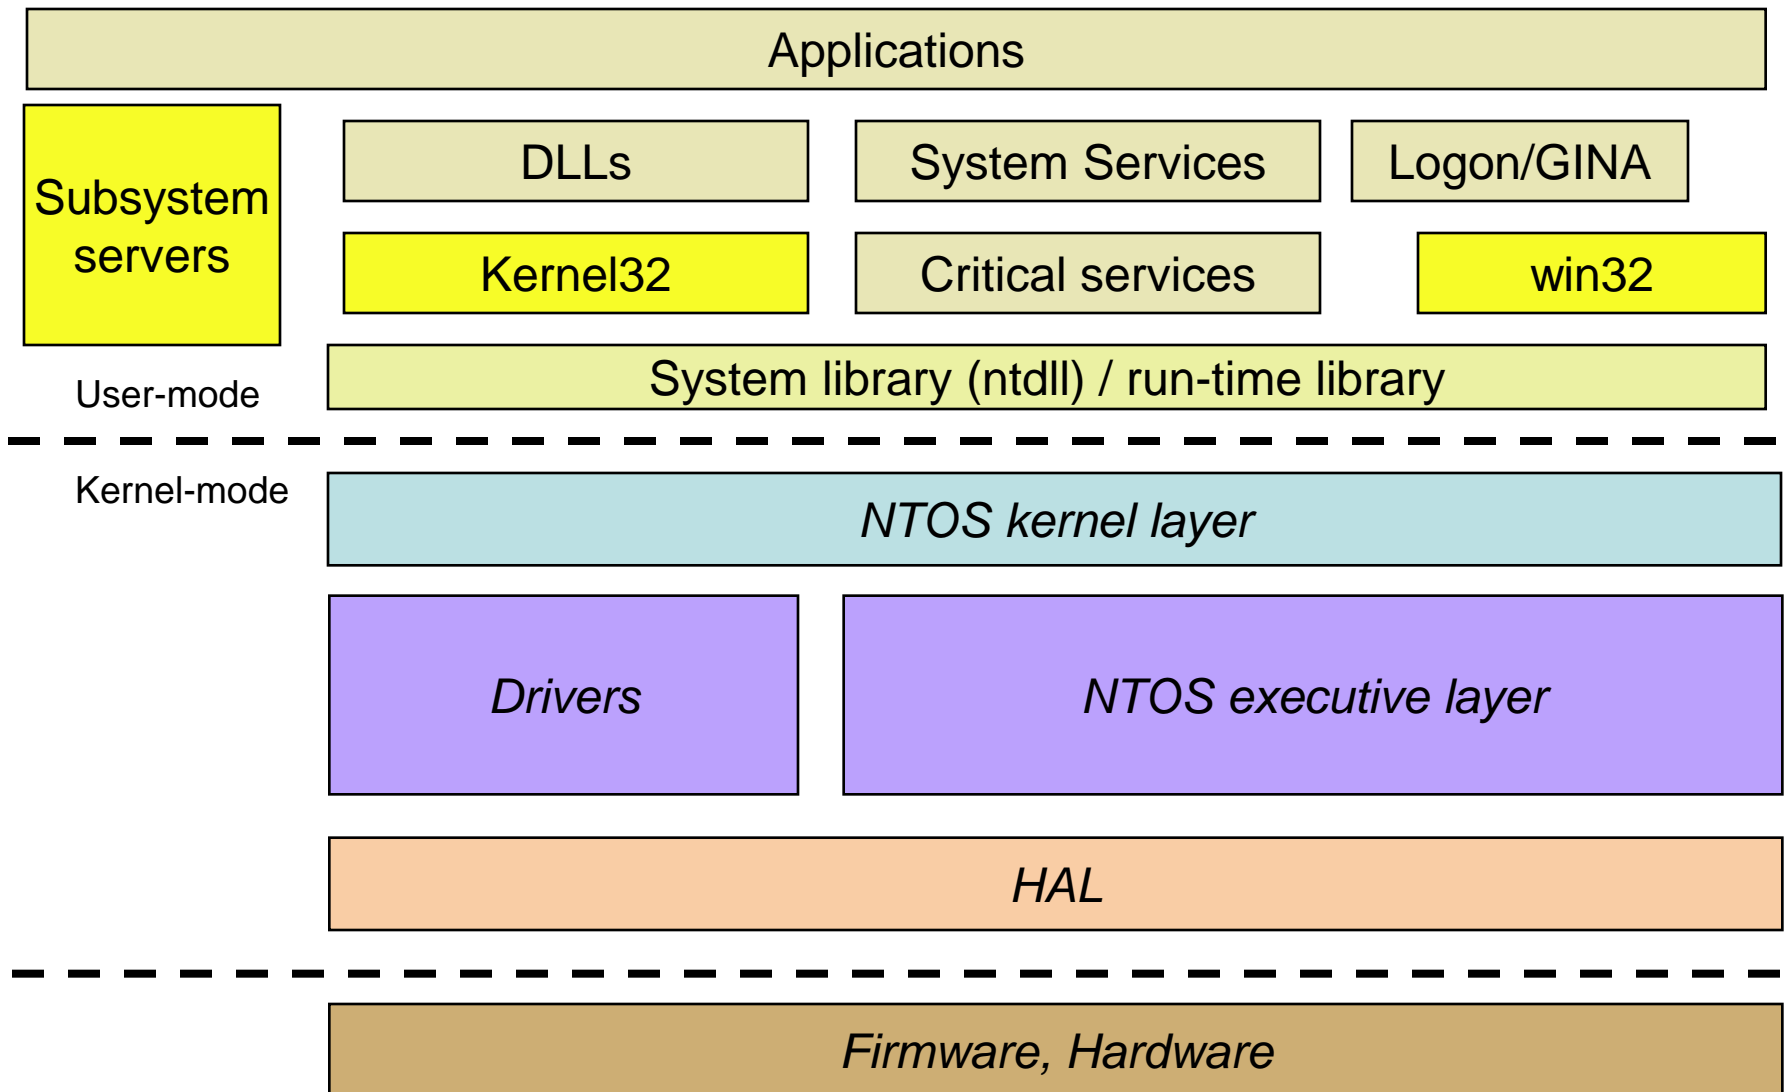 Applications
Subsystem
servers
DLLs
System Services
Logon/GINA
Kernel32
Critical services
win32
System library (ntdll) / run-time library
User-mode
Kernel-mode
NTOS kernel layer
Drivers
NTOS executive layer
HAL
Firmware, Hardware